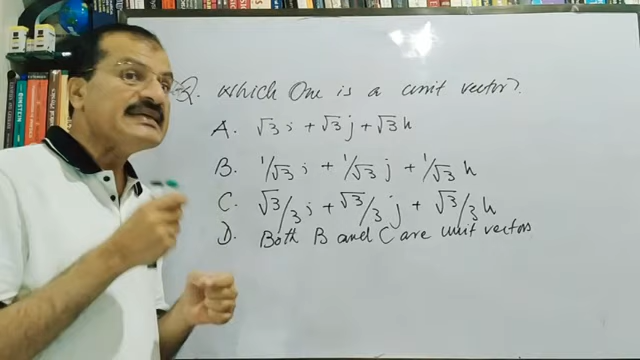 Q. Which One is a unit vector?
A. √3 i + √3 j + √3 k
B. 1/√3 i + 1/√3 j + 1/√3 k
C. √3/3 i + √3/3 j + √3/3 k
D. Both B and C are unit vectors
EINSTEIN